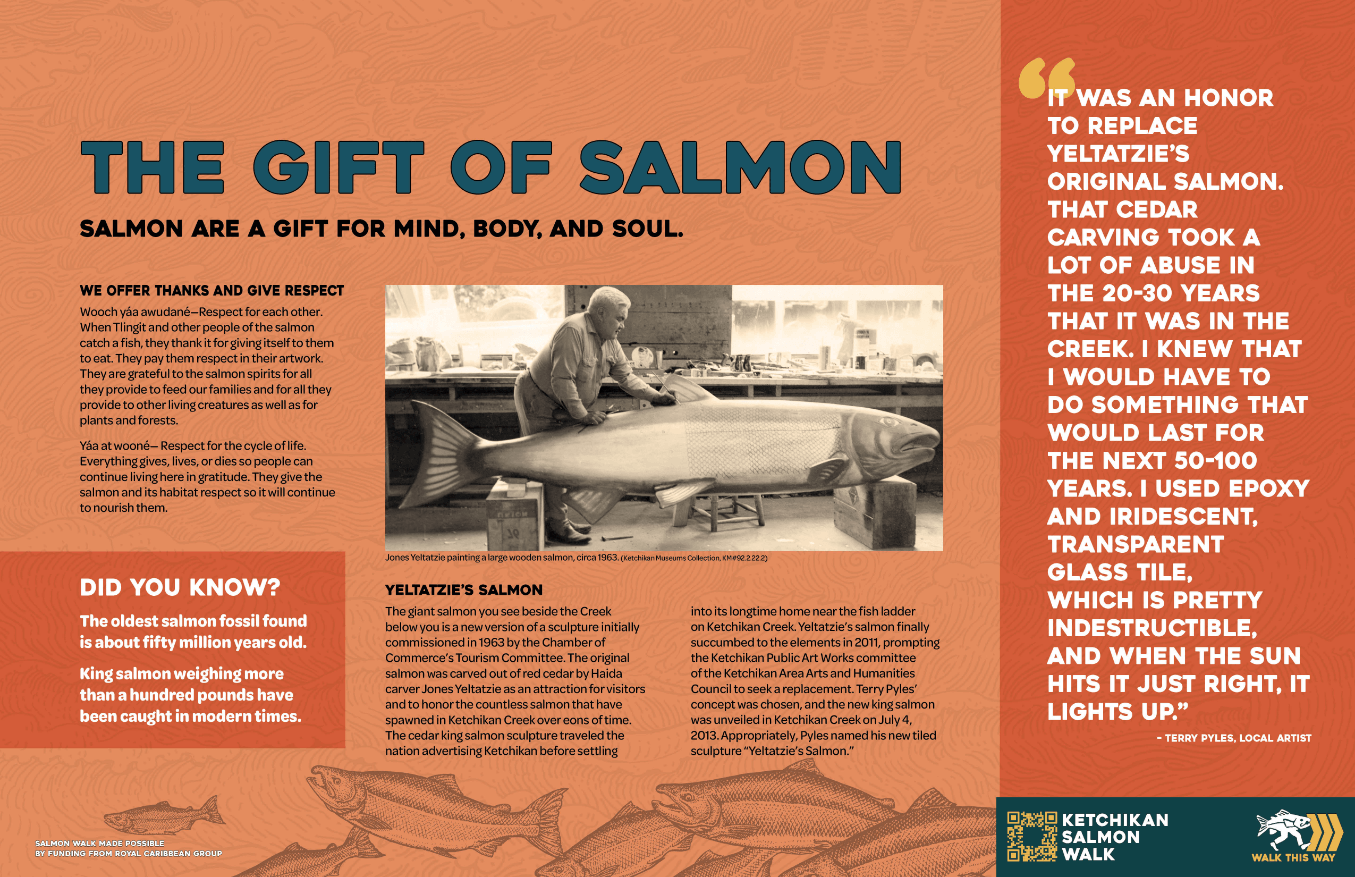 THE GIFT OF SALMON
SALMON ARE A GIFT FOR MIND, BODY, AND SOUL.
WE OFFER THANKS AND GIVE RESPECT
Wooch yáa awudané—Respect for each other.
When Tlingit and other people of the salmon
catch a fish, they thank it for giving itself to them
to eat. They pay them respect in their artwork.
They are grateful to the salmon spirits for all
they provide to feed our families and for all they
provide to other living creatures as well as for
plants and forests.
Yáa at wooné— Respect for the cycle of life.
Everything gives, lives, or dies so people can
continue living here in gratitude. They give the
salmon and its habitat respect so it will continue
to nourish them.
DID YOU KNOW?
The oldest salmon fossil found
is about fifty million years old.
King salmon weighing more
than a hundred pounds have
been caught in modern times.
Jones Yeltatzie painting a large wooden salmon, circa 1963. (Ketchikan Museums Collection, KM#92.2.22.2)
YELTATZIE'S SALMON
The giant salmon you see beside the Creek
below you is a new version of a sculpture initially
commissioned in 1963 by the Chamber of
Commerce's Tourism Committee. The original
salmon was carved out of red cedar by Haida
carver Jones Yeltatzie as an attraction for visitors
and to honor the countless salmon that have
spawned in Ketchikan Creek over eons of time.
The cedar king salmon sculpture traveled the
nation advertising Ketchikan before settling
into its longtime home near the fish ladder
on Ketchikan Creek. Yeltatzie's salmon finally
succumbed to the elements in 2011, prompting
the Ketchikan Public Art Works committee
of the Ketchikan Area Arts and Humanities
Council to seek a replacement. Terry Pyles'
concept was chosen, and the new king salmon
was unveiled in Ketchikan Creek on July 4,
2013. Appropriately, Pyles named his new tiled
sculpture "Yeltatzie's Salmon."
“IT WAS AN HONOR
TO REPLACE
YELTATZIE'S
ORIGINAL SALMON.
THAT CEDAR
CARVING TOOK A
LOT OF ABUSE IN
THE 20-30 YEARS
THAT IT WAS IN THE
CREEK. I KNEW THAT
I WOULD HAVE TO
DO SOMETHING THAT
WOULD LAST FOR
THE NEXT 50-100
YEARS. I USED EPOXY
AND IRIDESCENT,
TRANSPARENT
GLASS TILE,
WHICH IS PRETTY
INDESTRUCTIBLE,
AND WHEN THE SUN
HITS IT JUST RIGHT, IT
LIGHTS UP.”
– TERRY PYLES, LOCAL ARTIST
SALMON WALK MADE POSSIBLE
BY FUNDING FROM ROYAL CARIBBEAN GROUP
KETCHIKAN
SALMON
WALK
WALK THIS WAY